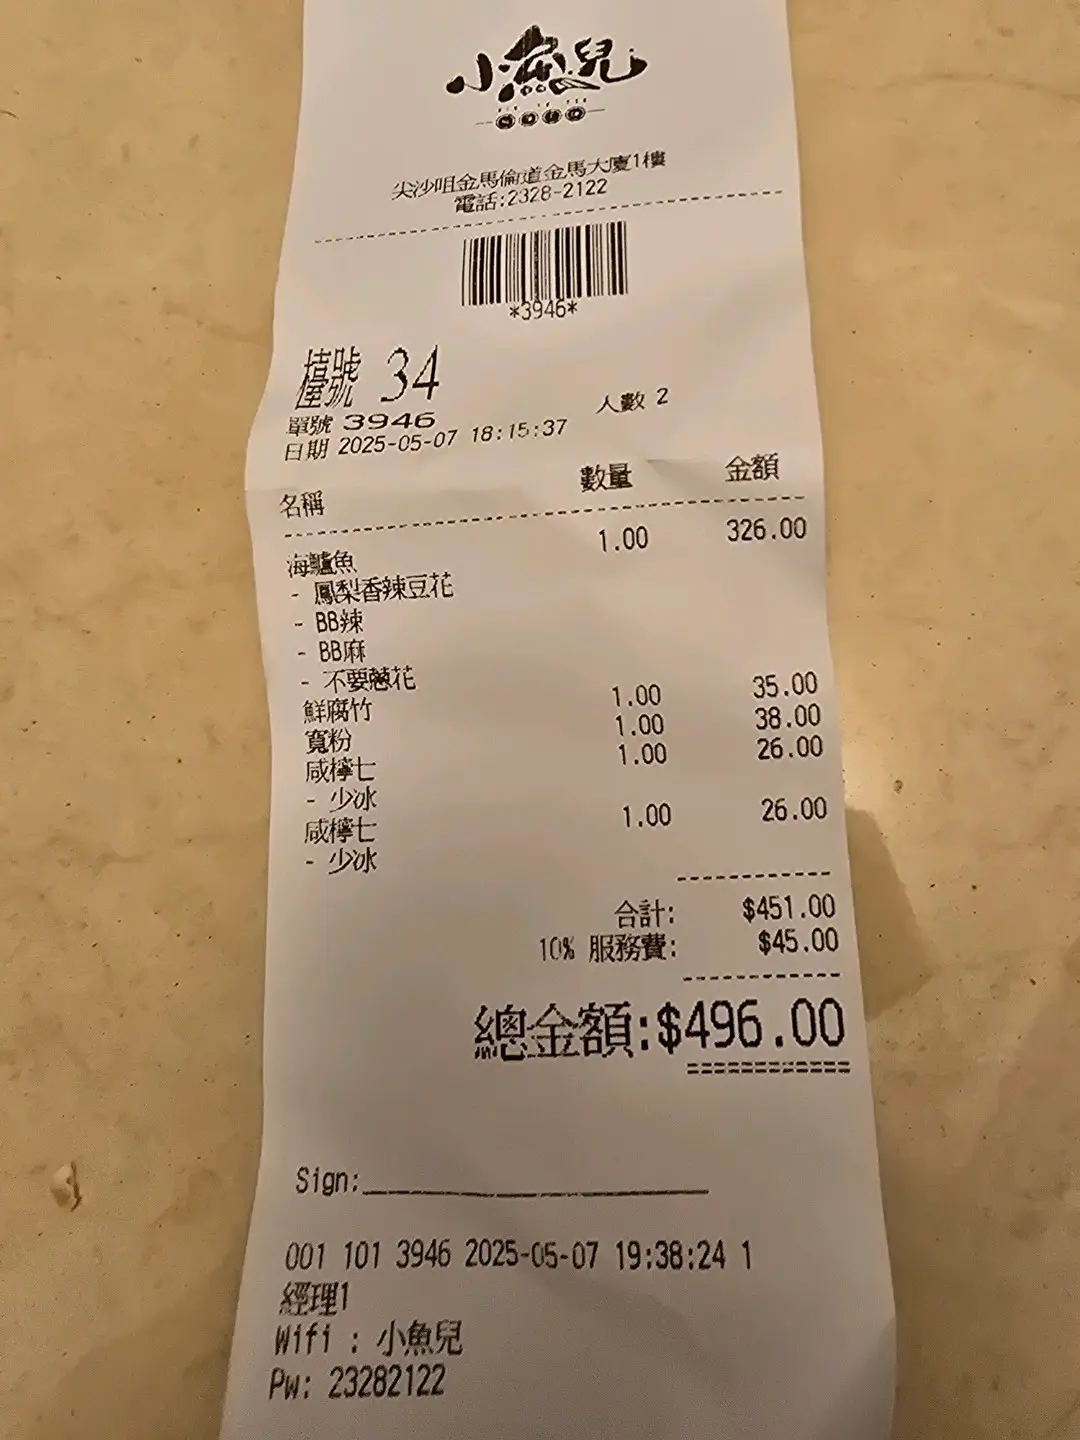 小魚兒
尖沙咀金馬倫道金馬大廈1樓
電話:2328-2122
*3946*
檯號 34
單號 3946 人數 2
日期 2025-05-07 18:15:37
名稱 數量 金額
海鱸魚 1.00 326.00
- 鳳梨香辣豆花
- BB辣
- BB麻
- 不要蔥花
鮮腐竹 1.00 35.00
寬粉 1.00 38.00
咸檸七 1.00 26.00
- 少冰
咸檸七 1.00 26.00
- 少冰
合計: $451.00
10% 服務費: $45.00
總金額:$496.00
Sign:
001 101 3946 2025-05-07 19:38:24 1
經理1
Wifi : 小魚兒
Pw: 23282122